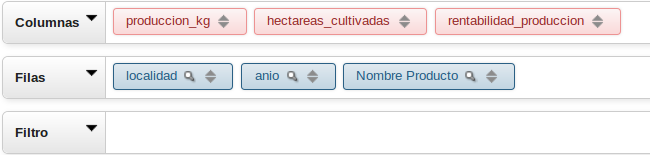 Columnas produccion_kg hectareas_cultivadas rentabilidad_produccion
Filas localidad anio Nombre Producto
Filtro